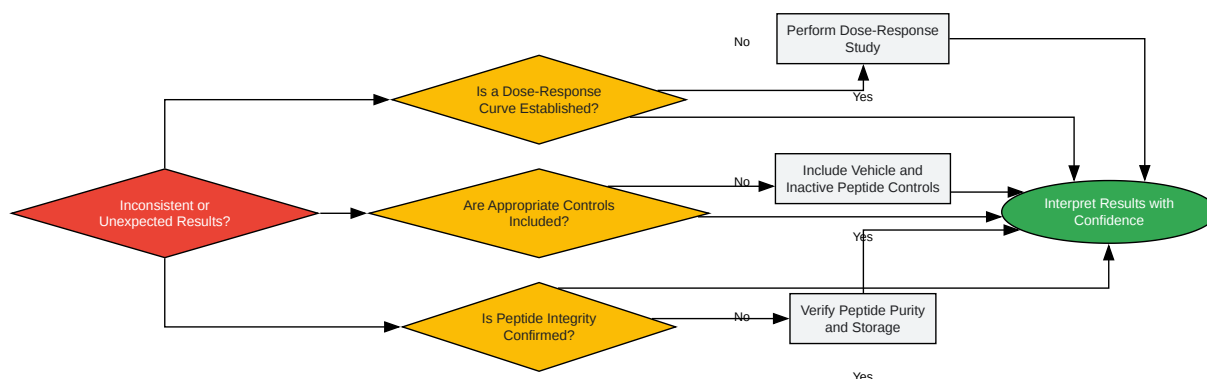 Perform Dose-Response
Study
No
Is a Dose-Response
Curve Established?
Yes
Include Vehicle and
Inactive Peptide Controls
No
Inconsistent or
Unexpected Results?
Are Appropriate Controls
Included?
Interpret Results with
Confidence
Yes
Is Peptide Integrity
Confirmed?
No
Verify Peptide Purity
and Storage
Yes